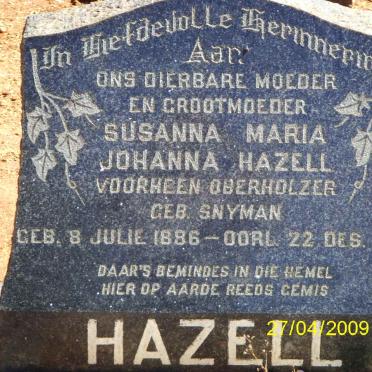 In Liefdevolle Herinnerin
Aan
ONS DIERBARE MOEDER
EN GROOTMOEDER
SUSANNA MARIA
JOHANNA HAZELL
VOORHEEN OBERHOLZER
GEB. SNYMAN
GEB. 8 JULIE 1886 – OORL. 22 DES.
DAAR'S BEMINDES IN DIE HEMEL
HIER OP AARDE REEDS GEMIS
HAZELL
27/04/2009